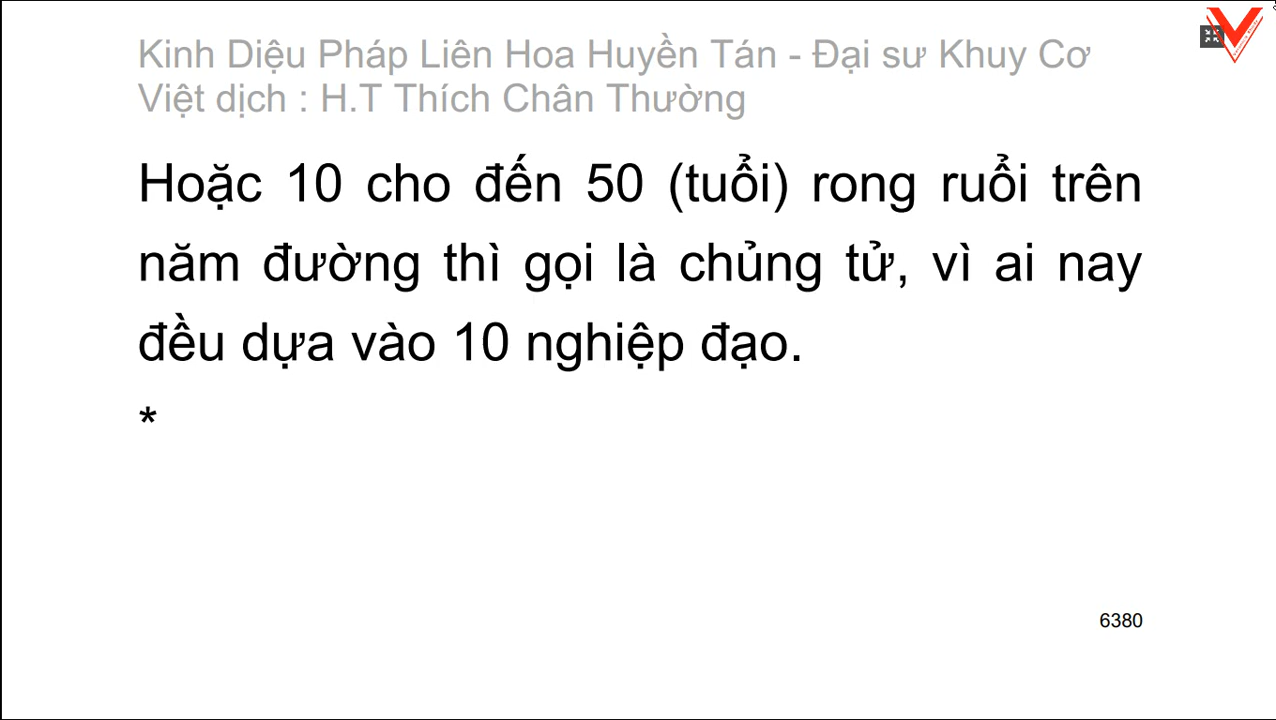 Kinh Diệu Pháp Liên Hoa Huyền Tán - Đại sư Khuy Cơ
Việt dịch : H.T Thích Chân Thường
Hoặc 10 cho đến 50 (tuổi) rong ruổi trên
năm đường thì gọi là chủng tử, vì ai nay
đều dựa vào 10 nghiệp đạo.
*
6380